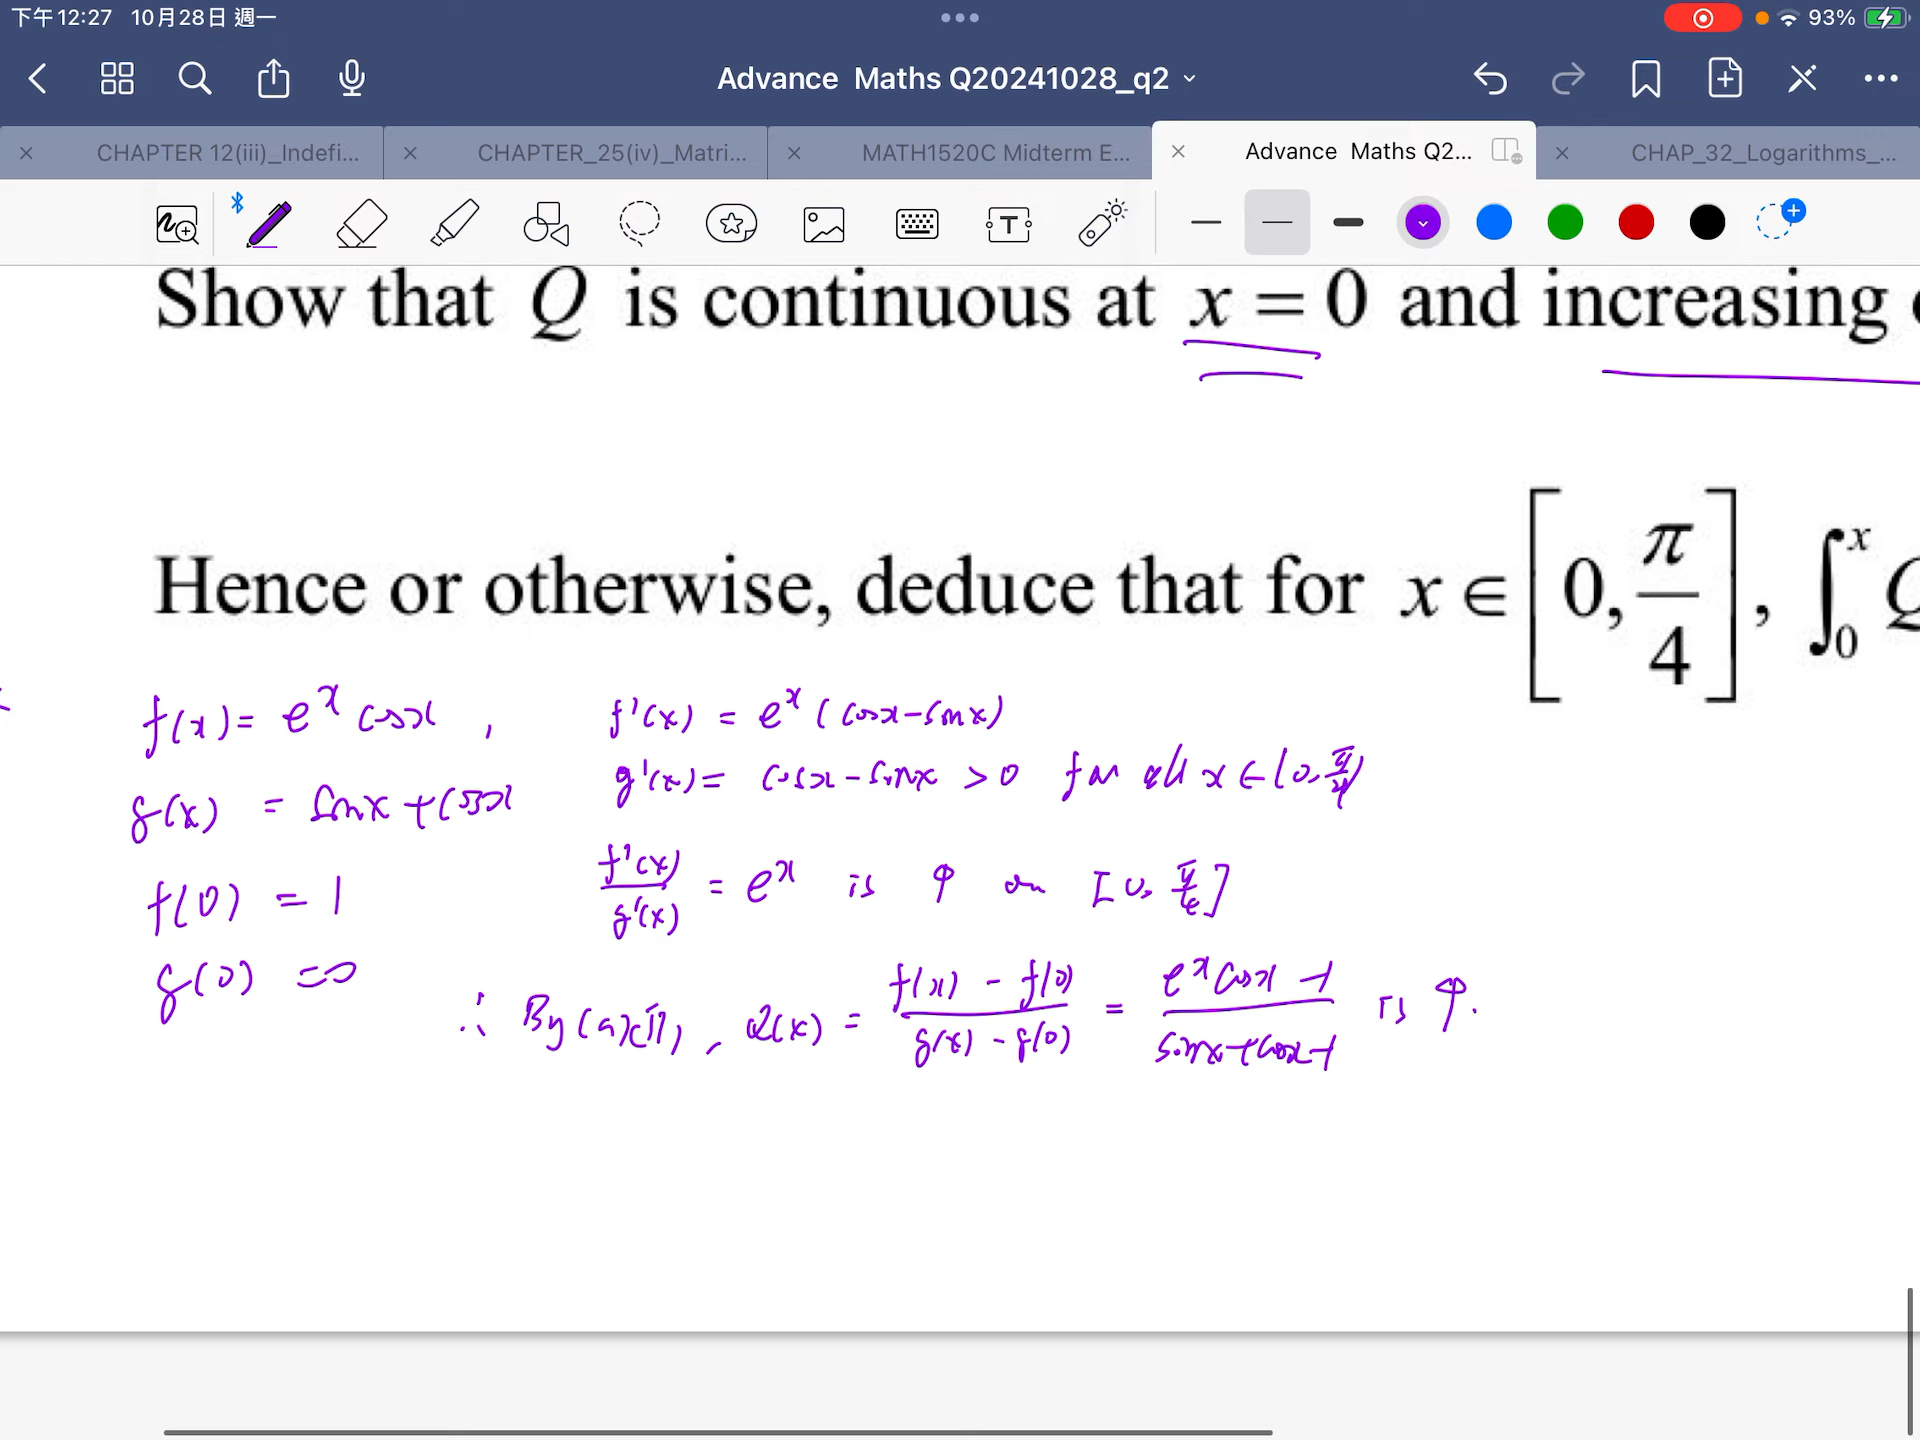 下午12:27 10月28日 週一
93%
Advance Maths Q20241028_q2
CHAPTER 12(iii)_Indefi...
CHAPTER_25(iv)_Matri...
MATH1520C Midterm E...
Advance Maths Q2...
CHAP_32_Logarithms_...
T
Show that Q is continuous at x = 0 and increasing
Hence or otherwise, deduce that for x ∈ [0, π/4], ∫₀ˣ Q
f(x) = eˣ cosx , f'(x) = eˣ (cosx - sinx)
g(x) = sinx + cosx g'(x) = cosx - sinx > 0 for all x ∈ (0, π/4)
f(0) = 1 f'(x)/g'(x) = eˣ is ↑ on [0, π/4]
g(0) =
∴ By (a)(ii), Q(x) = (f(x) - f(0))/(g(x) - g(0)) = (eˣ cosx - 1)/(sinx + cosx - 1) is ↑.